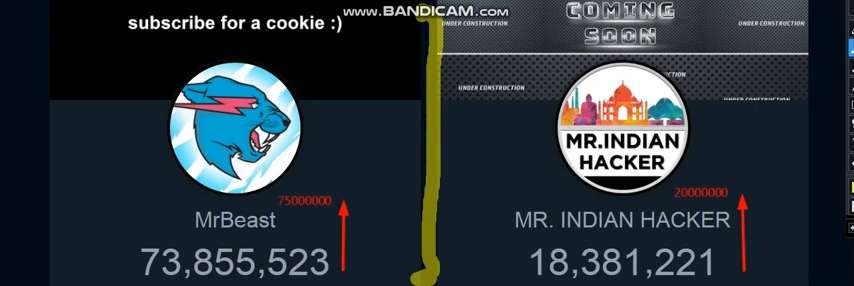 www.BANDICAM.com
subscribe for a cookie :)
COMING
SOON
UNDER CONSTRUCTION
UNDER CONSTRUCTION
UNDER CONSTRUCTION
UCTION
UNDER CONSTRUCTION
MR.INDIAN
HACKER
75000000
20000000
MrBeast
MR. INDIAN HACKER
73,855,523
18,381,221